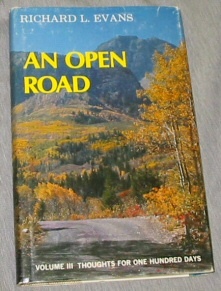 RICHARD L. EVANS
AN OPEN
ROAD
VOLUME III THOUGHTS FOR ONE HUNDRED DAYS